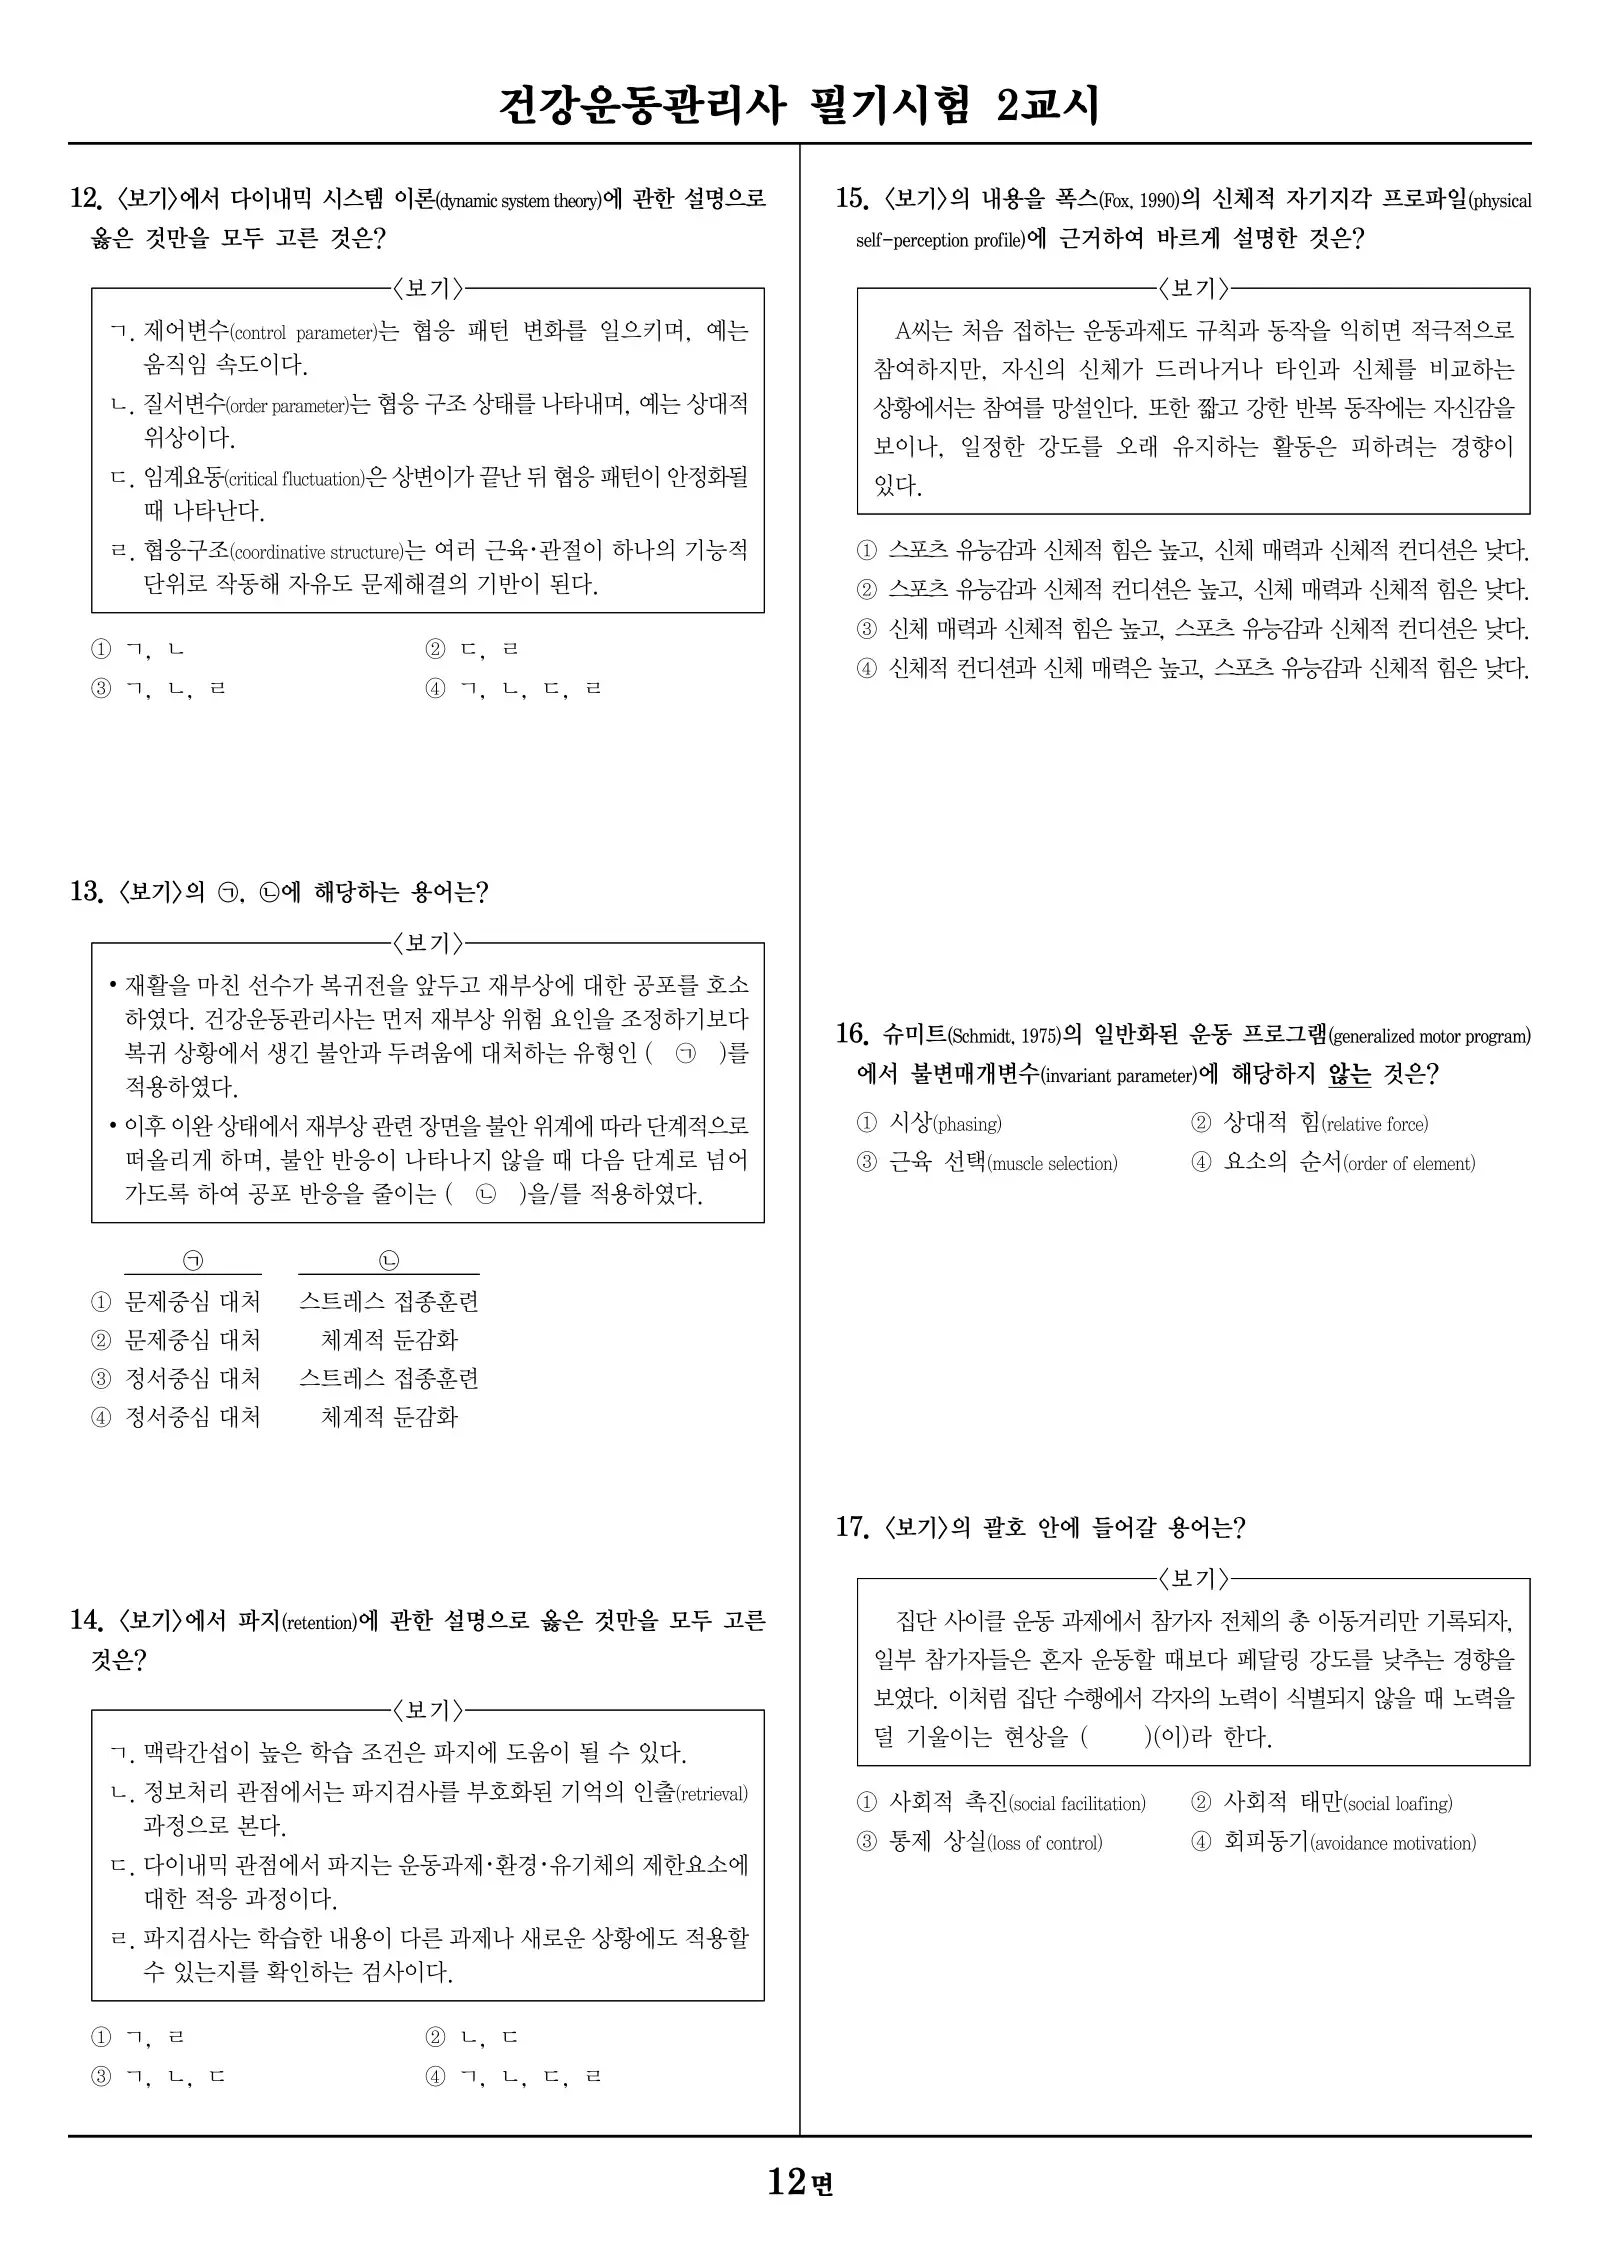 건강운동관리사 필기시험 2교시
12. 〈보기〉에서 다이내믹 시스템 이론(dynamic system theory)에 관한 설명으로
옳은 것만을 모두 고른 것은?
〈보기〉
ㄱ. 제어변수(control parameter)는 협응 패턴 변화를 일으키며, 예는
움직임 속도이다.
ㄴ. 질서변수(order parameter)는 협응 구조 상태를 나타내며, 예는 상대적
위상이다.
ㄷ. 임계요동(critical fluctuation)은 상변이가 끝난 뒤 협응 패턴이 안정화될
때 나타난다.
ㄹ. 협응구조(coordinative structure)는 여러 근육·관절이 하나의 기능적
단위로 작동해 자유도 문제해결의 기반이 된다.
① ㄱ, ㄴ ② ㄷ, ㄹ
③ ㄱ, ㄴ, ㄹ ④ ㄱ, ㄴ, ㄷ, ㄹ
13. 〈보기〉의 ㉠, ㉡에 해당하는 용어는?
〈보기〉
• 재활을 마친 선수가 복귀전을 앞두고 재부상에 대한 공포를 호소
하였다. 건강운동관리사는 먼저 재부상 위험 요인을 조정하기보다
복귀 상황에서 생긴 불안과 두려움에 대처하는 유형인 ( ㉠ )를
적용하였다.
• 이후 이완 상태에서 재부상 관련 장면을 불안 위계에 따라 단계적으로
떠올리게 하며, 불안 반응이 나타나지 않을 때 다음 단계로 넘어
가도록 하여 공포 반응을 줄이는 ( ㉡ )을/를 적용하였다.
㉠ ㉡
① 문제중심 대처 스트레스 접종훈련
② 문제중심 대처 체계적 둔감화
③ 정서중심 대처 스트레스 접종훈련
④ 정서중심 대처 체계적 둔감화
14. 〈보기〉에서 파지(retention)에 관한 설명으로 옳은 것만을 모두 고른
것은?
〈보기〉
ㄱ. 맥락간섭이 높은 학습 조건은 파지에 도움이 될 수 있다.
ㄴ. 정보처리 관점에서는 파지검사를 부호화된 기억의 인출(retrieval)
과정으로 본다.
ㄷ. 다이내믹 관점에서 파지는 운동과제·환경·유기체의 제한요소에
대한 적응 과정이다.
ㄹ. 파지검사는 학습한 내용이 다른 과제나 새로운 상황에도 적용할
수 있는지를 확인하는 검사이다.
① ㄱ, ㄹ ② ㄴ, ㄷ
③ ㄱ, ㄴ, ㄷ ④ ㄱ, ㄴ, ㄷ, ㄹ
15. 〈보기〉의 내용을 폭스(Fox, 1990)의 신체적 자기지각 프로파일(physical
self-perception profile)에 근거하여 바르게 설명한 것은?
〈보기〉
A씨는 처음 접하는 운동과제도 규칙과 동작을 익히면 적극적으로
참여하지만, 자신의 신체가 드러나거나 타인과 신체를 비교하는
상황에서는 참여를 망설인다. 또한 짧고 강한 반복 동작에는 자신감을
보이나, 일정한 강도를 오래 유지하는 활동은 피하려는 경향이
있다.
① 스포츠 유능감과 신체적 힘은 높고, 신체 매력과 신체적 컨디션은 낮다.
② 스포츠 유능감과 신체적 컨디션은 높고, 신체 매력과 신체적 힘은 낮다.
③ 신체 매력과 신체적 힘은 높고, 스포츠 유능감과 신체적 컨디션은 낮다.
④ 신체적 컨디션과 신체 매력은 높고, 스포츠 유능감과 신체적 힘은 낮다.
16. 슈미트(Schmidt, 1975)의 일반화된 운동 프로그램(generalized motor program)
에서 불변매개변수(invariant parameter)에 해당하지 않는 것은?
① 시상(phasing) ② 상대적 힘(relative force)
③ 근육 선택(muscle selection) ④ 요소의 순서(order of element)
17. 〈보기〉의 괄호 안에 들어갈 용어는?
〈보기〉
집단 사이클 운동 과제에서 참가자 전체의 총 이동거리만 기록되자,
일부 참가자들은 혼자 운동할 때보다 페달링 강도를 낮추는 경향을
보였다. 이처럼 집단 수행에서 각자의 노력이 식별되지 않을 때 노력을
덜 기울이는 현상을 ( )(이)라 한다.
① 사회적 촉진(social facilitation) ② 사회적 태만(social loafing)
③ 통제 상실(loss of control) ④ 회피동기(avoidance motivation)
12면